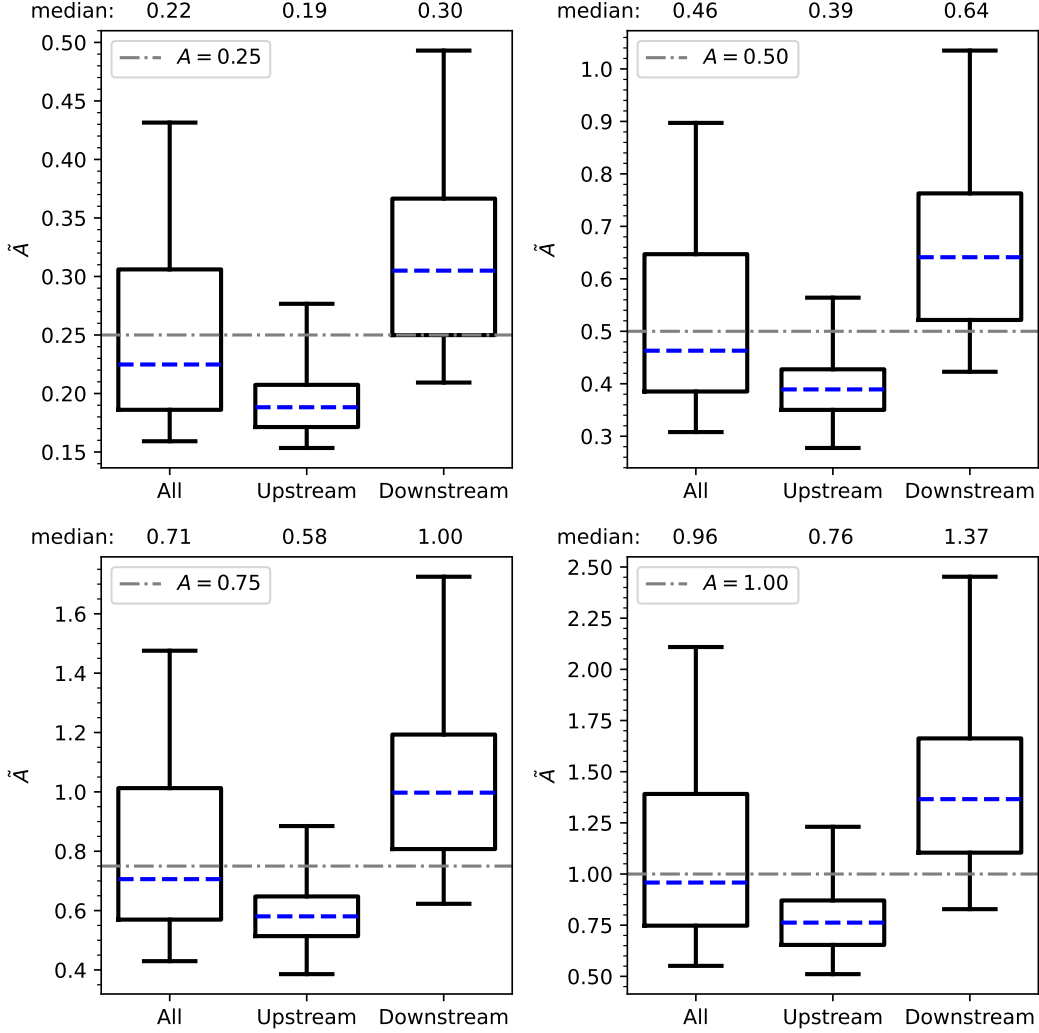 median: 0.22 0.19 0.30
A = 0.25
0.50
0.45
0.40
0.35
0.30
0.25
0.20
0.15
Ã
All Upstream Downstream
median: 0.46 0.39 0.64
A = 0.50
1.0
0.9
0.8
0.7
0.6
0.5
0.4
0.3
Ã
All Upstream Downstream
median: 0.71 0.58 1.00
A = 0.75
1.6
1.4
1.2
1.0
0.8
0.6
0.4
Ã
All Upstream Downstream
median: 0.96 0.76 1.37
A = 1.00
2.50
2.25
2.00
1.75
1.50
1.25
1.00
0.75
0.50
Ã
All Upstream Downstream